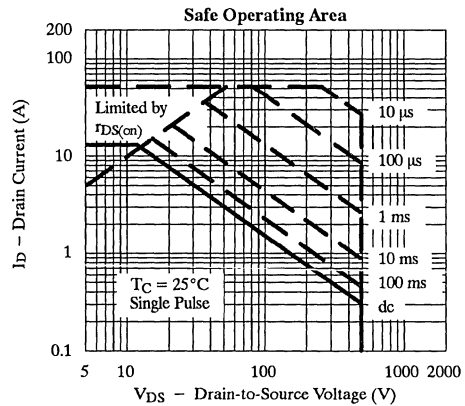 Safe Operating Area
200
100
10
1
0.1
ID – Drain Current (A)
Limited by
rDS(on)
TC = 25°C
Single Pulse
10 µs
100 µs
1 ms
10 ms
100 ms
dc
5 10 100 1000 2000
VDS – Drain-to-Source Voltage (V)